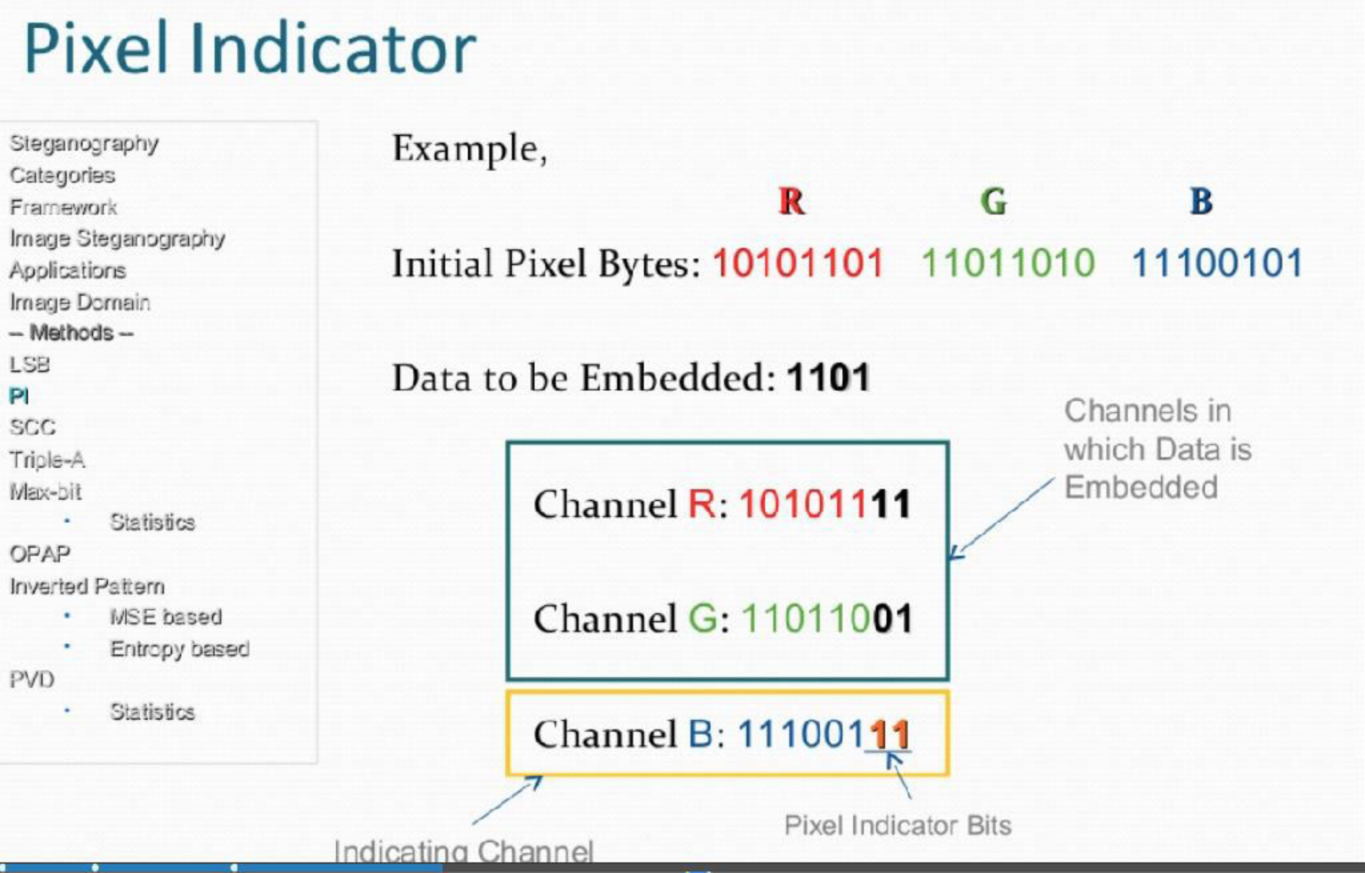 Pixel Indicator
Steganography
Categories
Framework
Image Steganography
Applications
Image Domain
-- Methods --
LSB
PI
SCC
Triple-A
Max-bit
• Statistics
OPAP
Inverted Pattern
• MSE based
• Entropy based
PVD
• Statistics
Example,
R G B
Initial Pixel Bytes: 10101101 11011010 11100101
Data to be Embedded: 1101
Channels in
which Data is
Embedded
Channel R: 10101111
Channel G: 11011001
Channel B: 11100111
Pixel Indicator Bits
Indicating Channel